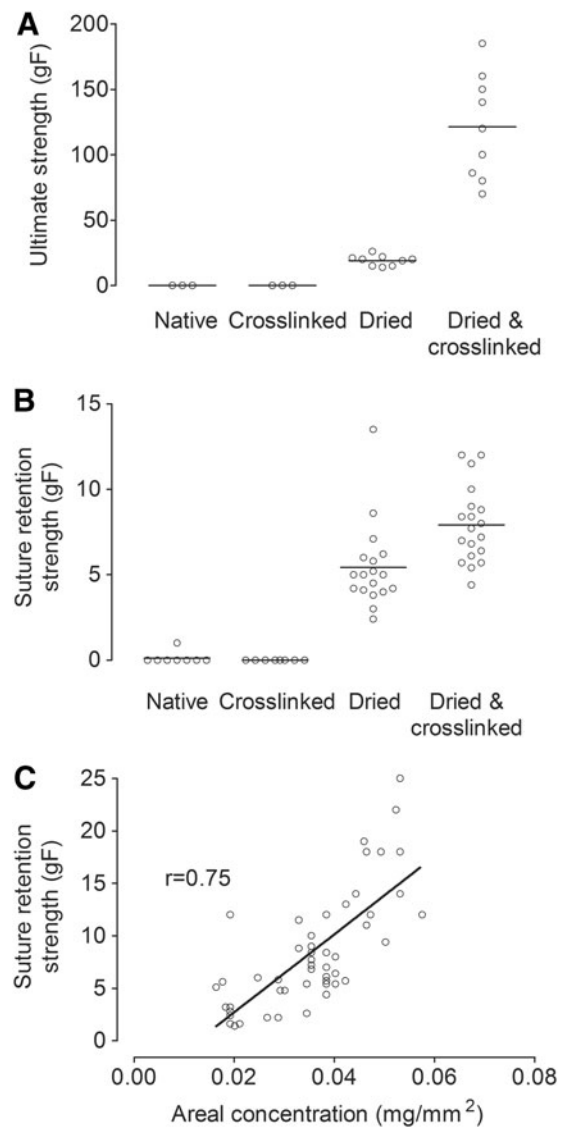 A
Ultimate strength (gF)
200
150
100
50
0
Native Crosslinked Dried Dried &
crosslinked
B
Suture retention
strength (gF)
15
10
5
0
Native Crosslinked Dried Dried &
crosslinked
C
Suture retention
strength (gF)
25
20
15
10
5
0
r=0.75
0.00 0.02 0.04 0.06 0.08
Areal concentration (mg/mm²)